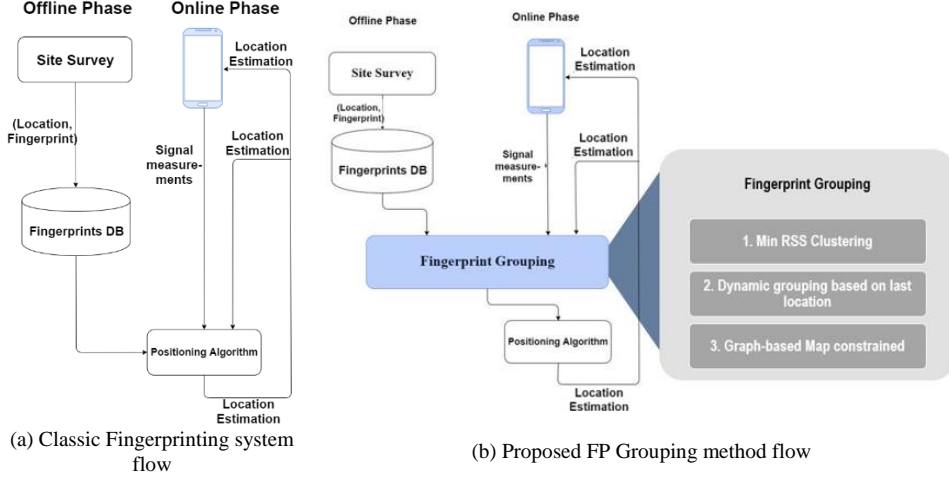 Offline Phase
Online Phase
Site Survey
Location
Estimation
(Location,
Fingerprint)
Signal
measure-
ments
Location
Estimation
Fingerprints DB
Positioning Algorithm
Location
Estimation
(a) Classic Fingerprinting system
flow
Offline Phase
Online Phase
Site Survey
Location
Estimation
(Location,
Fingerprint)
Fingerprints DB
Signal
measure-
ments
Location
Estimation
Fingerprint Grouping
Positioning Algorithm
Location
Estimation
Fingerprint Grouping
1. Min RSS Clustering
2. Dynamic grouping based on last
location
3. Graph-based Map constrained
(b) Proposed FP Grouping method flow